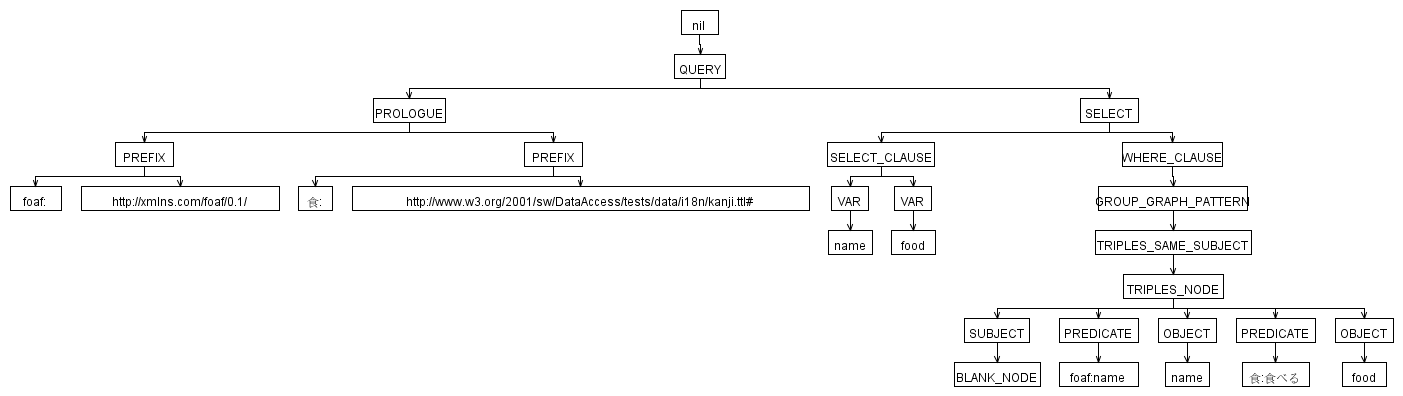 nil
QUERY
PROLOGUE SELECT
PREFIX PREFIX SELECT_CLAUSE WHERE_CLAUSE
foaf: http://xmlns.com/foaf/0.1/ 食: http://www.w3.org/2001/sw/DataAccess/tests/data/i18n/kanji.ttl# VAR VAR GROUP_GRAPH_PATTERN
name food TRIPLES_SAME_SUBJECT
TRIPLES_NODE
SUBJECT PREDICATE OBJECT PREDICATE OBJECT
BLANK_NODE foaf:name name 食:食べる food